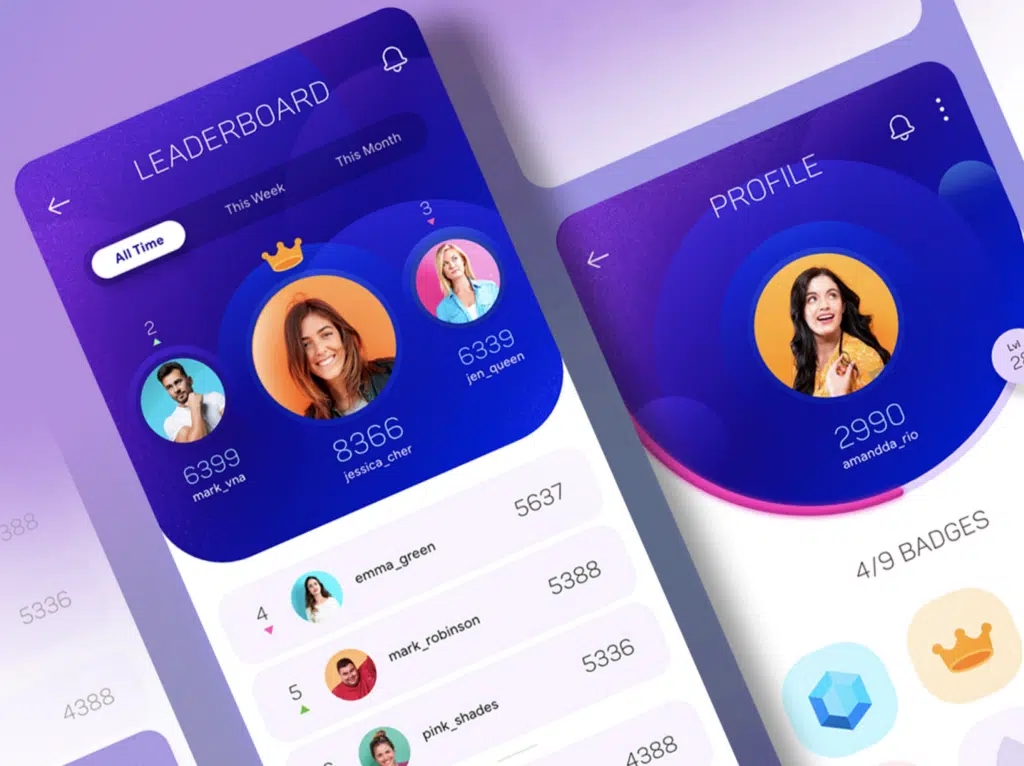 LEADERBOARD
All Time
This Week
This Month
2
3
6399
mark_vna
8366
jessica_cher
6339
jen_queen
4
emma_green
5637
5
mark_robinson
5388
pink_shades
5336
4388
PROFILE
Lvl
2990
amandda_rio
4/9 BADGES
5336
4388